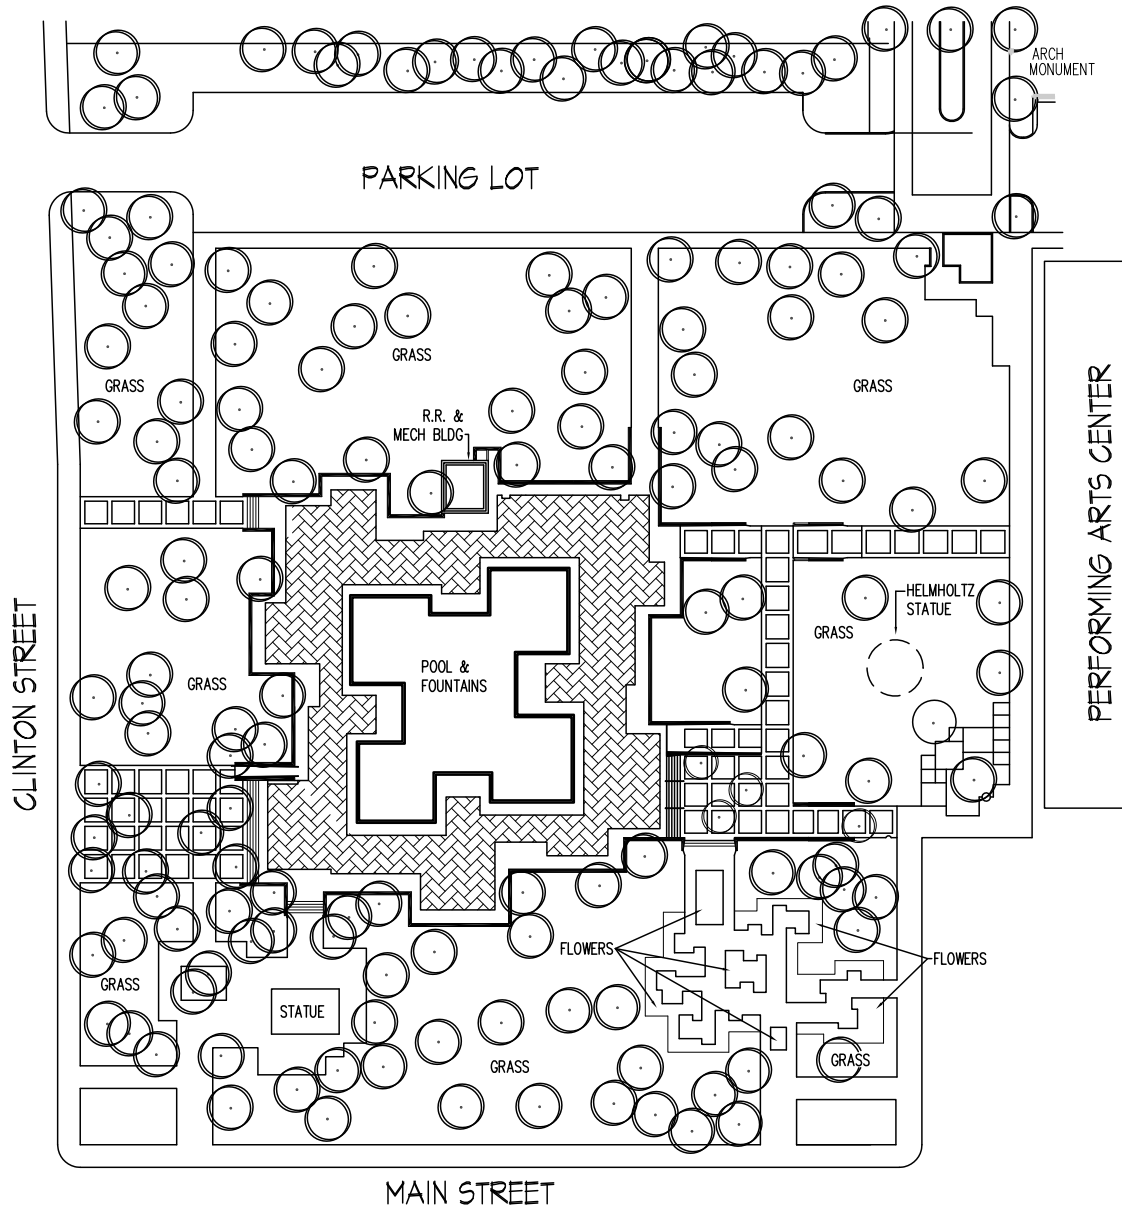 ARCH
MONUMENT
PARKING LOT
GRASS
GRASS
GRASS
R.R. &
MECH BLDG
PERFORMING ARTS CENTER
CLINTON STREET
HELMHOLTZ
STATUE
GRASS
POOL &
FOUNTAINS
GRASS
FLOWERS
FLOWERS
GRASS
STATUE
GRASS
GRASS
MAIN STREET